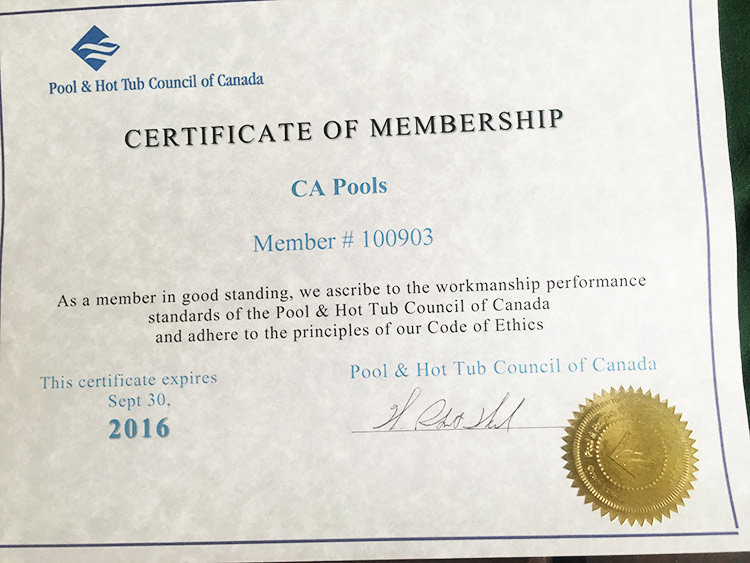 Pool & Hot Tub Council of Canada
CERTIFICATE OF MEMBERSHIP
CA Pools
Member # 100903
As a member in good standing, we ascribe to the workmanship performance
standards of the Pool & Hot Tub Council of Canada
and adhere to the principles of our Code of Ethics
This certificate expires
Sept 30,
2016
Pool & Hot Tub Council of Canada
Pool & H